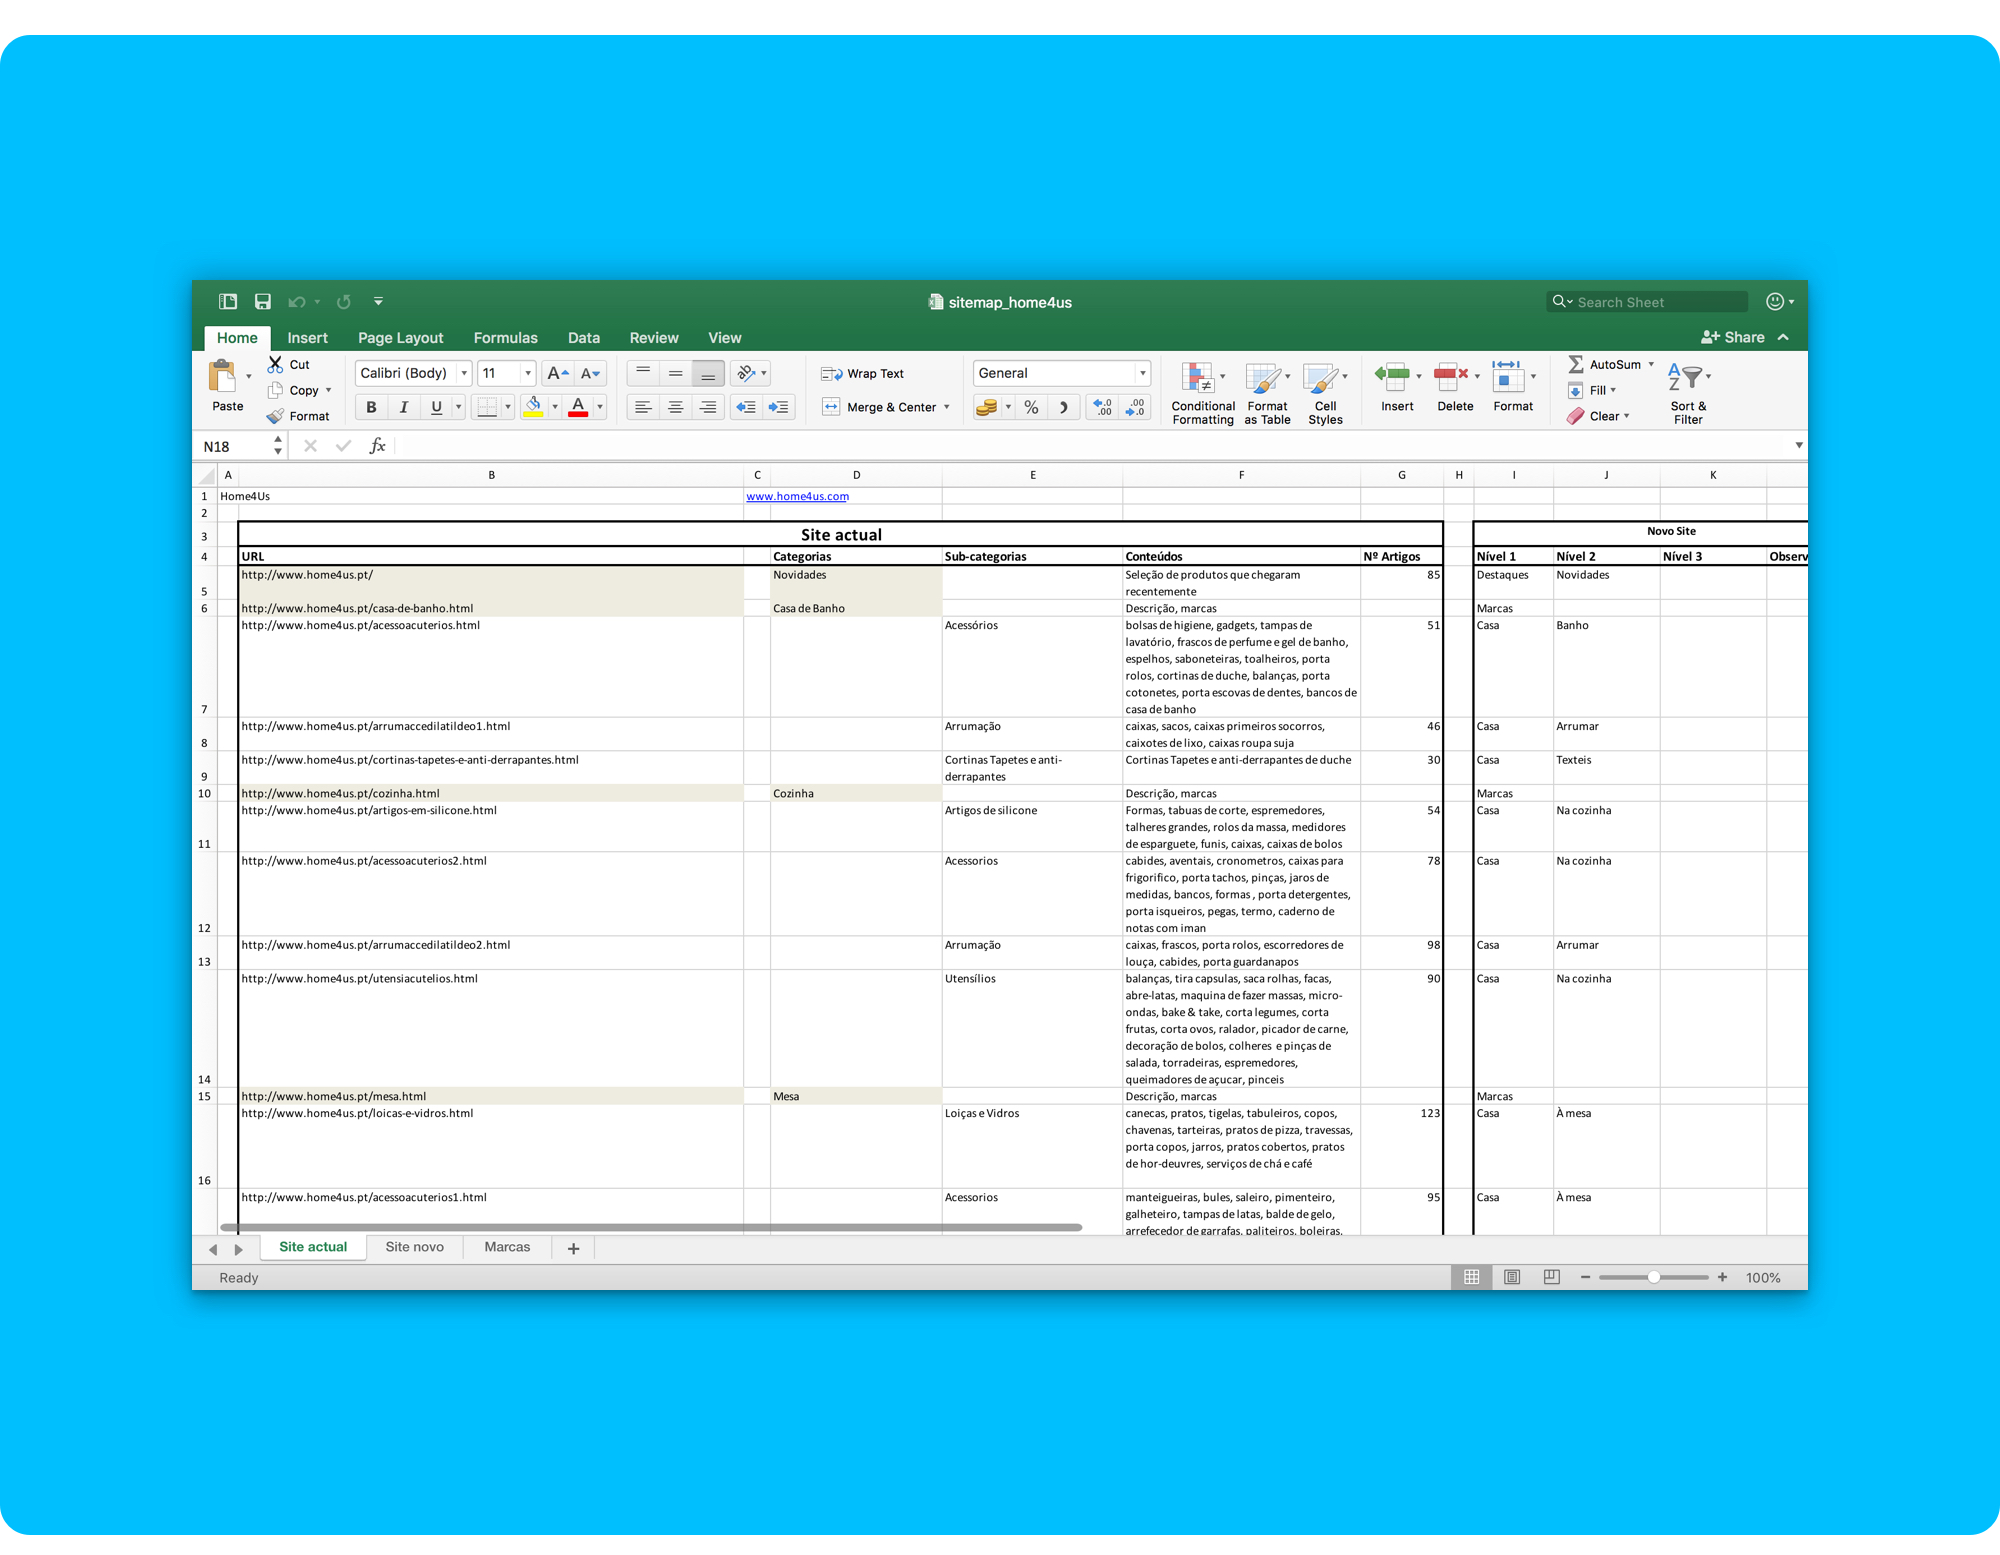 sitemap_home4us
Search Sheet
Home Insert Page Layout Formulas Data Review View
Share
Paste
Cut
Copy
Format
Calibri (Body) 11
B I U
Wrap Text
Merge & Center
General
Conditional Formatting
Format as Table
Cell Styles
Insert
Delete
Format
AutoSum
Fill
Clear
Sort & Filter
N18
fx
A B C D E F G H I J K
1 Home4Us www.home4us.com
2
3 Site actual Novo Site
4 URL Categorias Sub-categorias Conteúdos Nº Artigos Nível 1 Nível 2 Nível 3 Observ
http://www.home4us.pt/ Novidades Seleção de produtos que chegaram 85 Destaques Novidades
5 recentemente
6 http://www.home4us.pt/casa-de-banho.html Casa de Banho Descrição, marcas Marcas
http://www.home4us.pt/acessoacuterios.html Acessórios bolsas de higiene, gadgets, tampas de 51 Casa Banho
lavatório, frascos de perfume e gel de banho,
espelhos, saboneteiras, toalheiros, porta
rolos, cortinas de duche, balanças, porta
cotonetes, porta escovas de dentes, bancos de
7 casa de banho
http://www.home4us.pt/arrumaccedilatildeo1.html Arrumação caixas, sacos, caixas primeiros socorros, 46 Casa Arrumar
8 caixotes de lixo, caixas roupa suja
http://www.home4us.pt/cortinas-tapetes-e-anti-derrapantes.html Cortinas Tapetes e anti- Cortinas Tapetes e anti-derrapantes de duche 30 Casa Texteis
9 derrapantes
10 http://www.home4us.pt/cozinha.html Cozinha Descrição, marcas Marcas
http://www.home4us.pt/artigos-em-silicone.html Artigos de silicone Formas, tabuas de corte, espremedores, 54 Casa Na cozinha
talheres grandes, rolos da massa, medidores
11 de esparguete, funis, caixas, caixas de bolos
http://www.home4us.pt/acessoacuterios2.html Acessorios cabides, aventais, cronometros, caixas para 78 Casa Na cozinha
frigorifico, porta tachos, pinças, jaros de
medidas, bancos, formas , porta detergentes,
porta isqueiros, pegas, termo, caderno de
12 notas com iman
http://www.home4us.pt/arrumaccedilatildeo2.html Arrumação caixas, frascos, porta rolos, escorredores de 98 Casa Arrumar
13 louça, cabides, porta guardanapos
http://www.home4us.pt/utensiacutelios.html Utensílios balanças, tira capsulas, saca rolhas, facas, 90 Casa Na cozinha
abre-latas, maquina de fazer massas, micro-
ondas, bake & take, corta legumes, corta
frutas, corta ovos, ralador, picador de carne,
decoração de bolos, colheres e pinças de
salada, torradeiras, espremedores,
14 queimadores de açucar, pinceis
15 http://www.home4us.pt/mesa.html Mesa Descrição, marcas Marcas
http://www.home4us.pt/loicas-e-vidros.html Loiças e Vidros canecas, pratos, tigelas, tabuleiros, copos, 123 Casa À mesa
chavenas, tarteiras, pratos de pizza, travessas,
porta copos, jarros, pratos cobertos, pratos
de hor-deuvres, serviços de chá e café
16
http://www.home4us.pt/acessoacuterios1.html Acessorios manteigueiras, bules, saleiro, pimenteiro, 95 Casa À mesa
galheteiro, tampas de latas, balde de gelo,
arrefecedor de garrafas, paliteiros, boleiras,
Site actual Site novo Marcas
Ready 100%